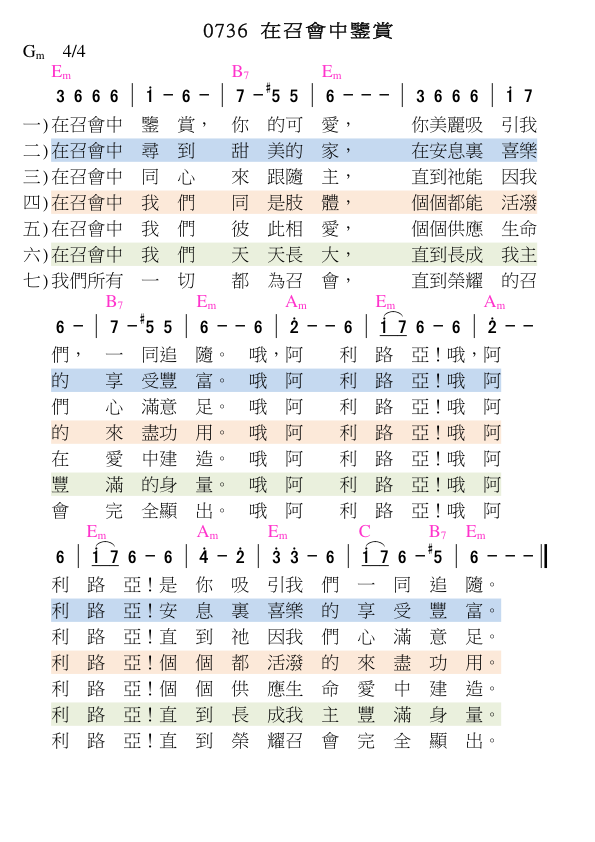 0736 在召會中鑒賞
Gm 4/4
Em B7 Em
3 6 6 6 | i 一 6 一 | 7 一 #5 5 | 6 一 一 一 | 3 6 6 6 | i 7
一)在召會中 鑒 賞， 你 的可 愛， 你美麗吸 引我
二)在召會中 尋 到 甜 美的 家， 在安息裏 喜樂
三)在召會中 同 心 來 跟隨 主， 直到祂能 因我
四)在召會中 我 們 同 是肢 體， 個個都能 活潑
五)在召會中 我 們 彼 此相 愛， 個個供應 生命
六)在召會中 我 們 天 天長 大， 直到長成 我主
七)我們所有 一 切 都 為召 會， 直到榮耀 的召
B7 Em Am Em Am
6 － | 7 － #5 5 | 6 － － 6 | 2̇ － － 6 | i̇ 7 6 － 6 | 2̇ － －
們， 一 同追 隨。 哦，阿 利 路 亞！哦，阿
的 享 受豐 富。 哦 阿 利 路 亞！哦 阿
們 心 滿意 足。 哦 阿 利 路 亞！哦 阿
的 來 盡功 用。 哦 阿 利 路 亞！哦 阿
在 愛 中建 造。 哦 阿 利 路 亞！哦 阿
豐 滿 的身 量。 哦 阿 利 路 亞！哦 阿
會 完 全顯 出。 哦 阿 利 路 亞！哦 阿
Em Am Em C B7 Em
6 | i̇ 7 6 － 6 | 4̇ － 2̇ | 3̇ 3̇ － 6 | i̇ 7 6 － #5 | 6 － － － ||
利 路 亞！是 你 吸 引我 們 一 同 追 隨。
利 路 亞！安 息 裏 喜樂 的 享 受 豐 富。
利 路 亞！直 到 祂 因我 們 心 滿 意 足。
利 路 亞！個 個 都 活潑 的 來 盡 功 用。
利 路 亞！個 個 供 應生 命 愛 中 建 造。
利 路 亞！直 到 長 成我 主 豐 滿 身 量。
利 路 亞！直 到 榮 耀召 會 完 全 顯 出。